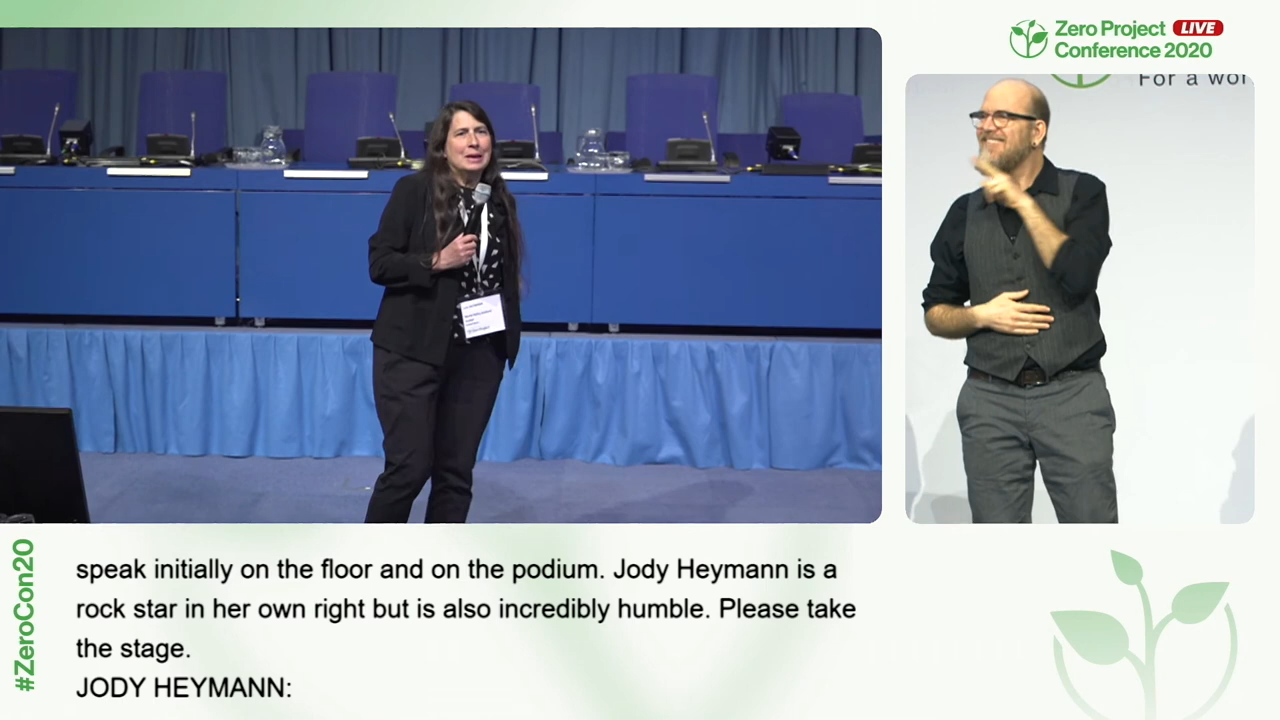 Zero Project LIVE
Conference 2020
For a wor
#ZeroCon20
speak initially on the floor and on the podium. Jody Heymann is a
rock star in her own right but is also incredibly humble. Please take
the stage.
JODY HEYMANN: